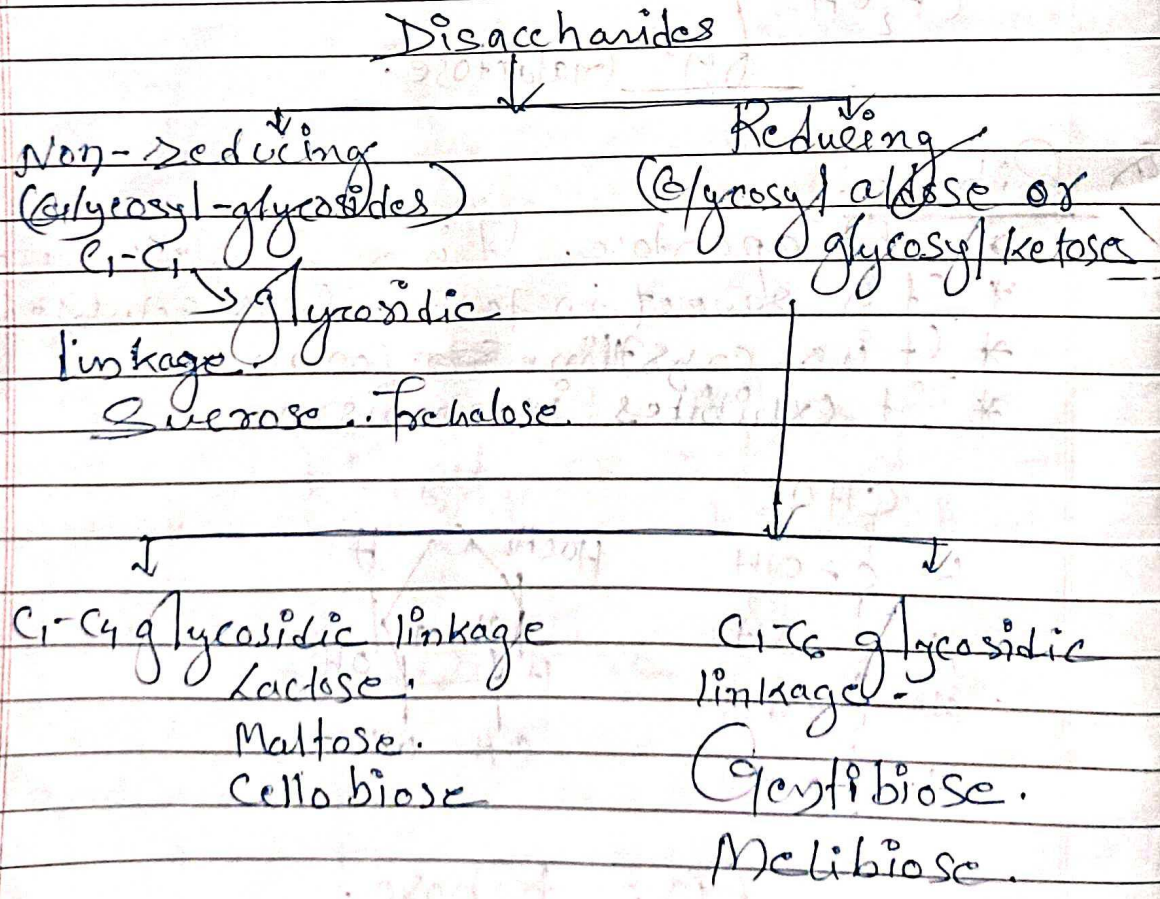 Disaccharides
Non-reducing
(Glycosyl-glycosides)
C1-C1
glycosidic
linkage.
Sucrose. Trehalose.
Reducing
(Glycosyl aldose or
glycosyl ketose)
C1-C4 glycosidic linkage
Lactose.
Maltose.
Cellobiose
C1-C6 glycosidic
linkage-
Gentibiose.
Melibiose.